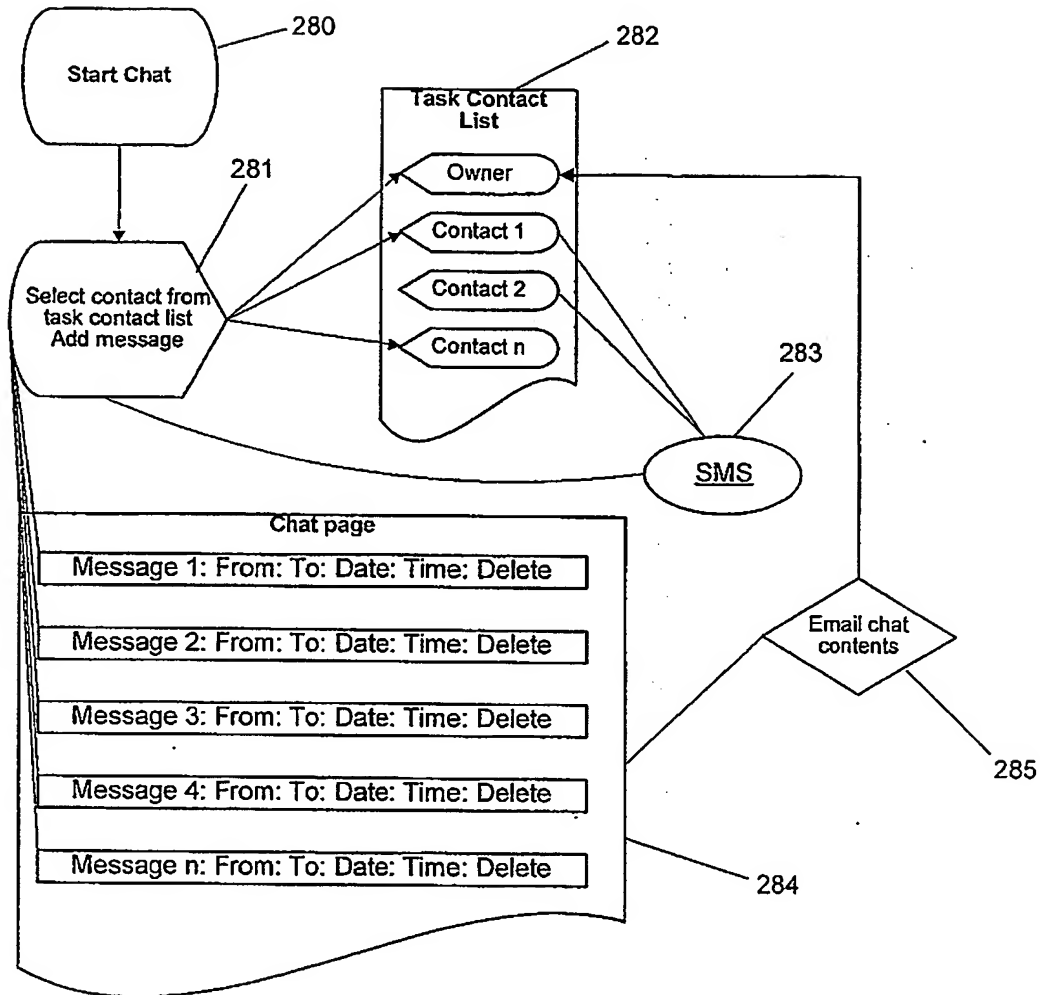 280
Start Chat
282
Task Contact
List
Owner
281
Contact 1
Select contact from
task contact list
Add message
Contact 2
Contact n
283
SMS
Chat page
Message 1: From: To: Date: Time: Delete
Message 2: From: To: Date: Time: Delete
Email chat
contents
Message 3: From: To: Date: Time: Delete
285
Message 4: From: To: Date: Time: Delete
Message n: From: To: Date: Time: Delete
284